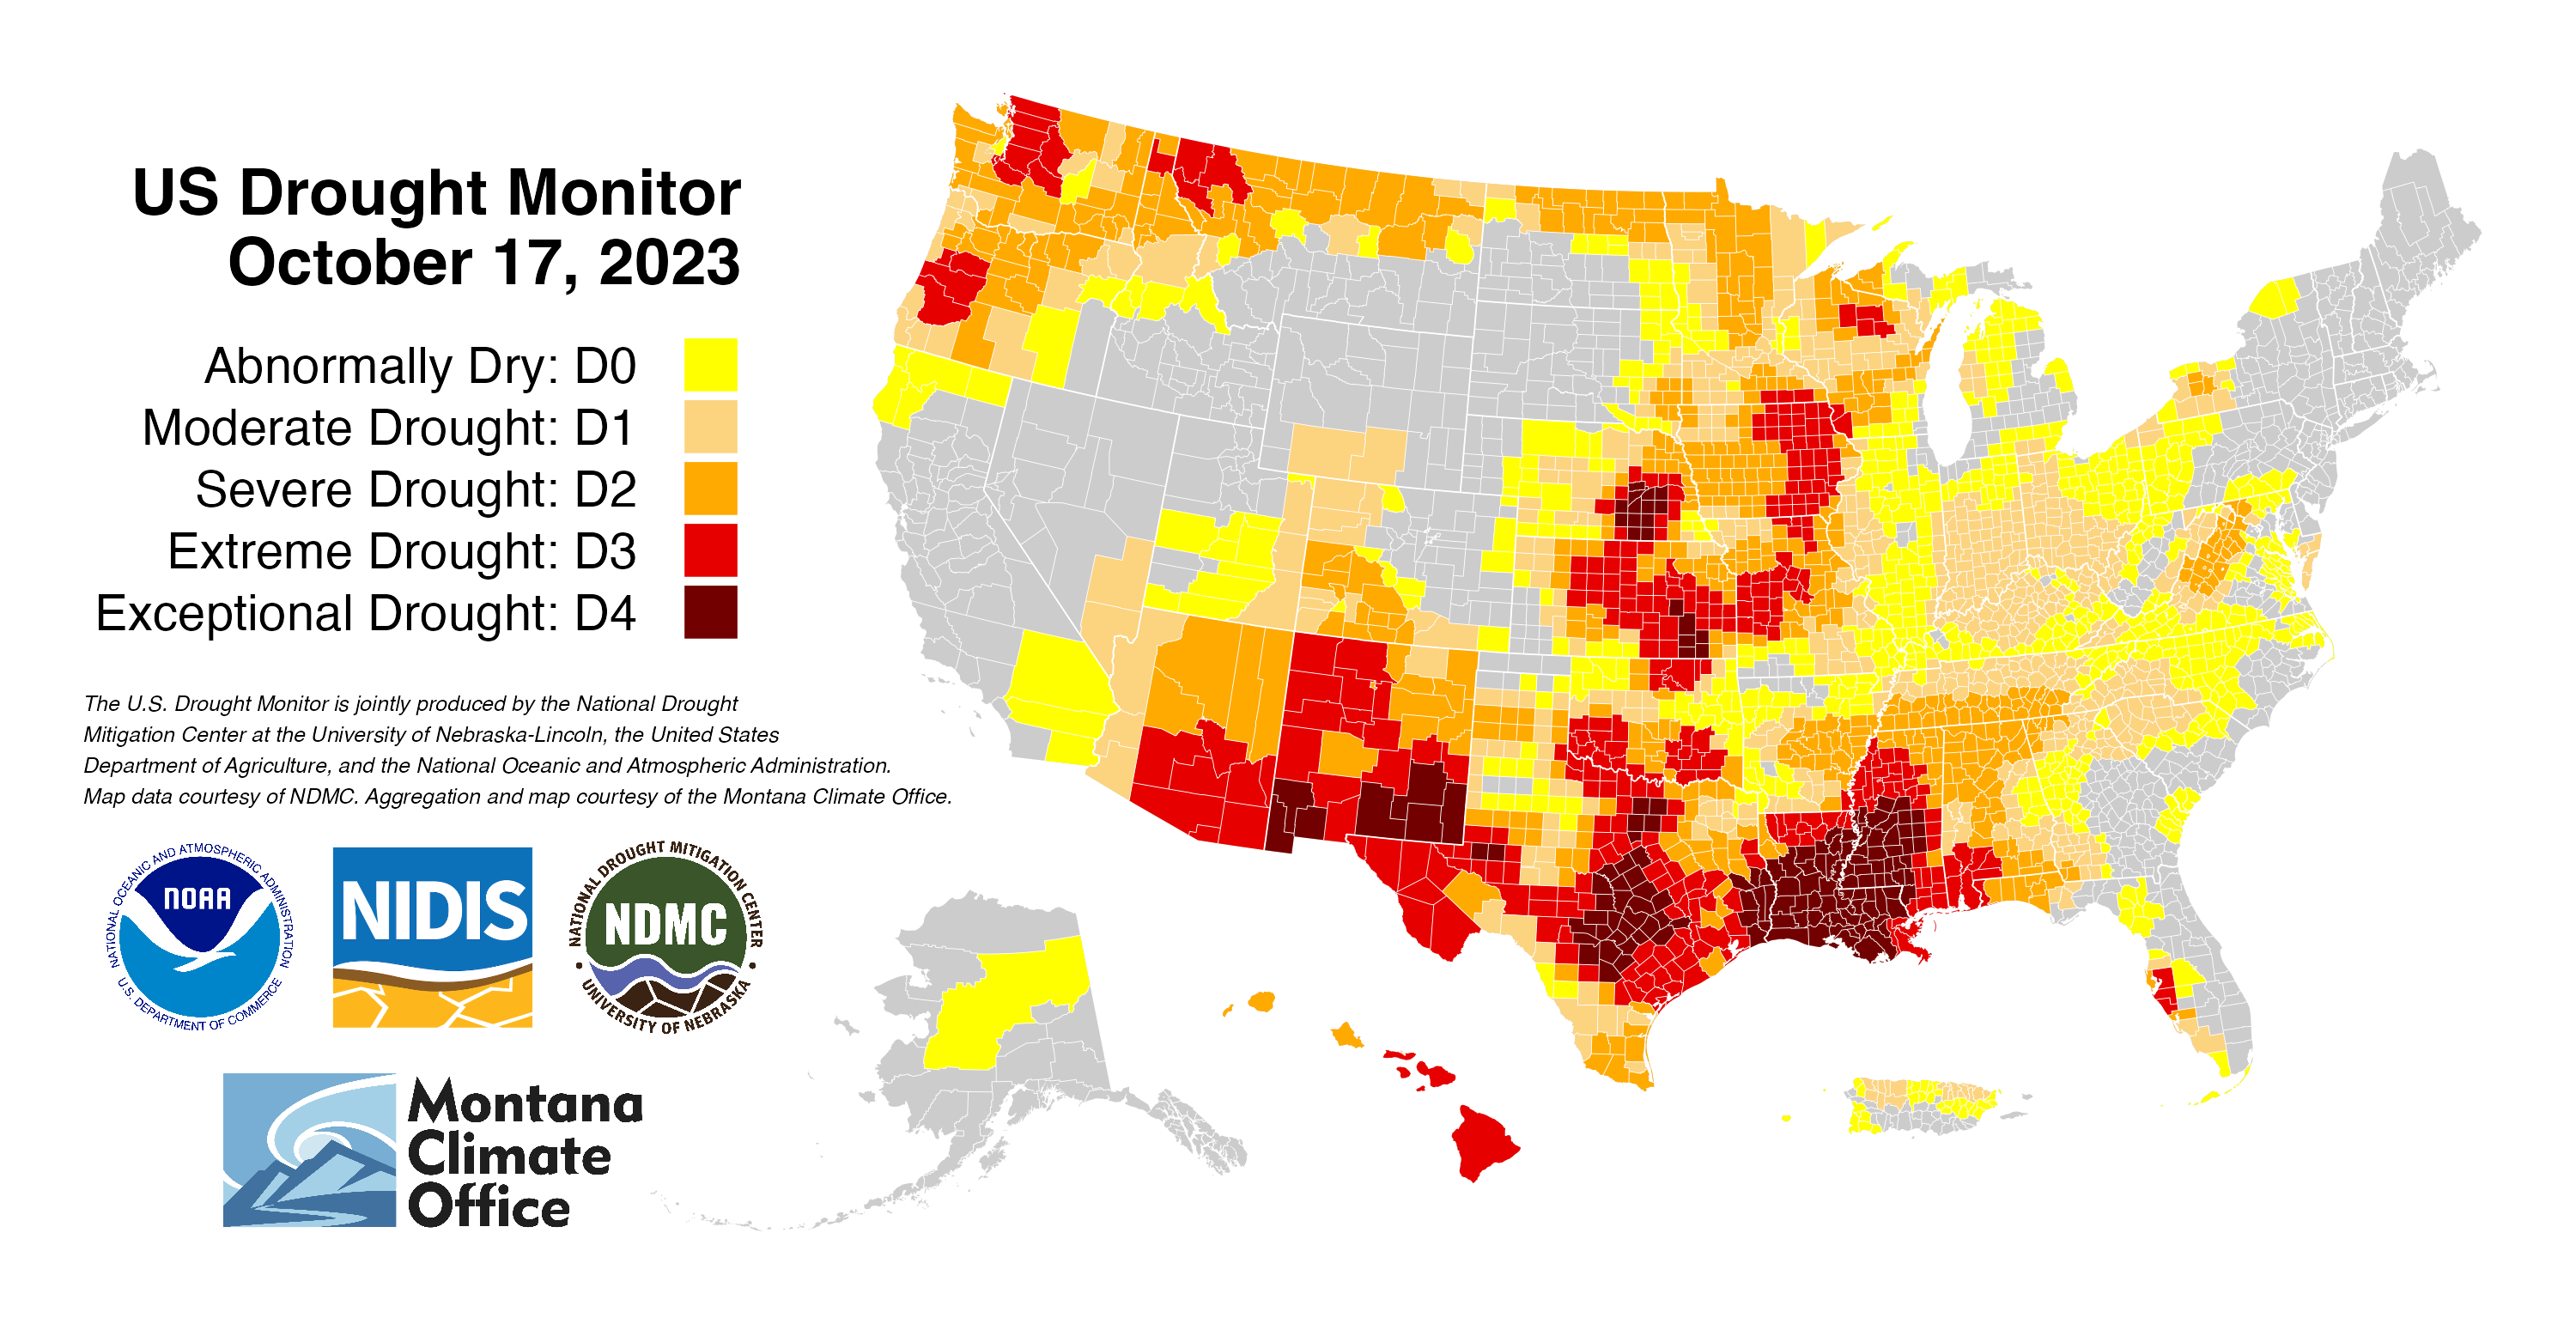 US Drought Monitor
October 17, 2023
Abnormally Dry: D0
Moderate Drought: D1
Severe Drought: D2
Extreme Drought: D3
Exceptional Drought: D4
The U.S. Drought Monitor is jointly produced by the National Drought
Mitigation Center at the University of Nebraska-Lincoln, the United States
Department of Agriculture, and the National Oceanic and Atmospheric Administration.
Map data courtesy of NDMC. Aggregation and map courtesy of the Montana Climate Office.
NATIONAL OCEANIC AND ATMOSPHERIC ADMINISTRATION
NOAA
U.S. DEPARTMENT OF COMMERCE
NIDIS
NATIONAL DROUGHT MITIGATION CENTER
NDMC
UNIVERSITY OF NEBRASKA
Montana
Climate
Office